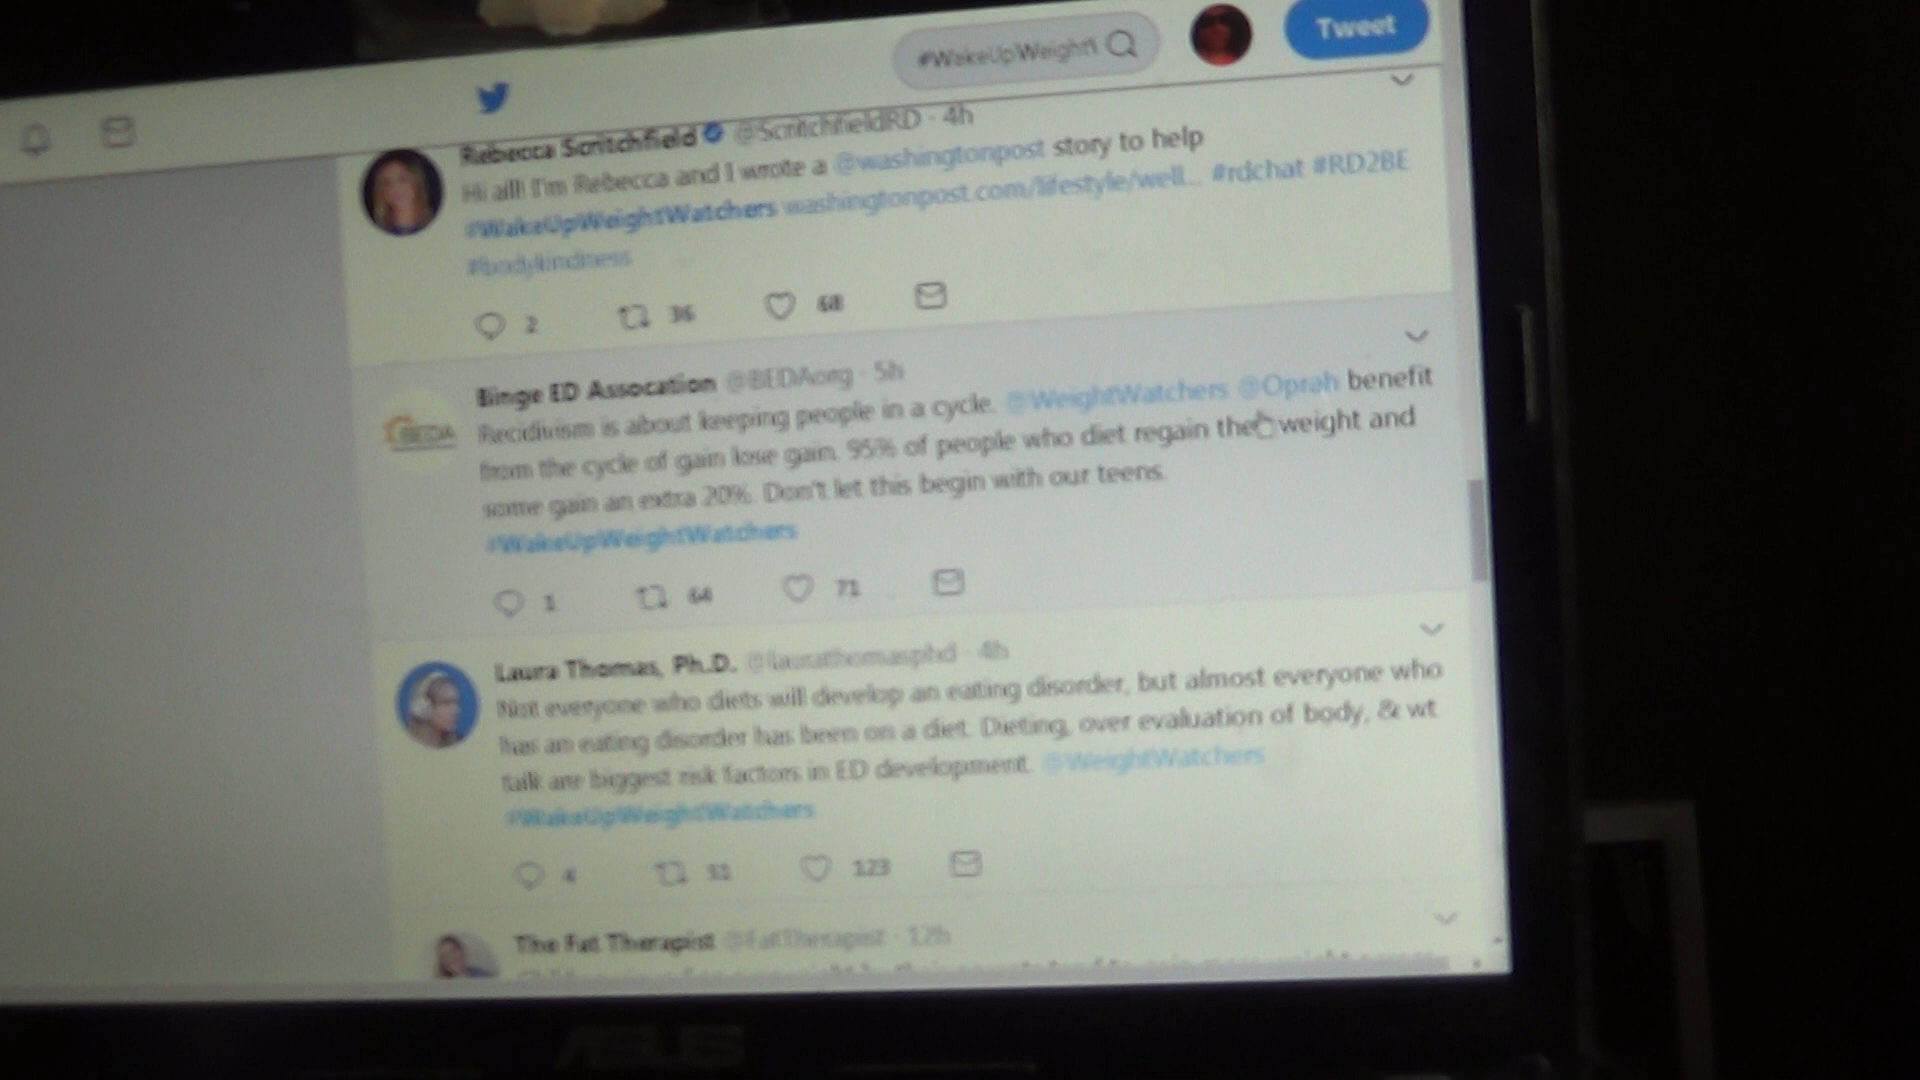 #WakeUpWeightW
Tweet
Rebecca Scritchfield @ScritchfieldRD · 4h
Hi all! I'm Rebecca and I wrote a @washingtonpost story to help
#WakeUpWeightWatchers washingtonpost.com/lifestyle/well... #rdchat #RD2BE
#bodykindness
2 36 68
Binge ED Assocation @BEDAorg · 5h
BEDA
Recidivism is about keeping people in a cycle. @WeightWatchers @Oprah benefit
from the cycle of gain lose gain. 95% of people who diet regain the weight and
some gain an extra 20%. Don't let this begin with our teens.
#WakeUpWeightWatchers
1 64 71
Laura Thomas, Ph.D. @laurathomasphd · 4h
Not everyone who diets will develop an eating disorder, but almost everyone who
has an eating disorder has been on a diet. Dieting, over evaluation of body, & wt
talk are biggest risk factors in ED development. @WeightWatchers
#WakeUpWeightWatchers
4 123
The Fat Therapist @FatTherapist · 12h
ASUS